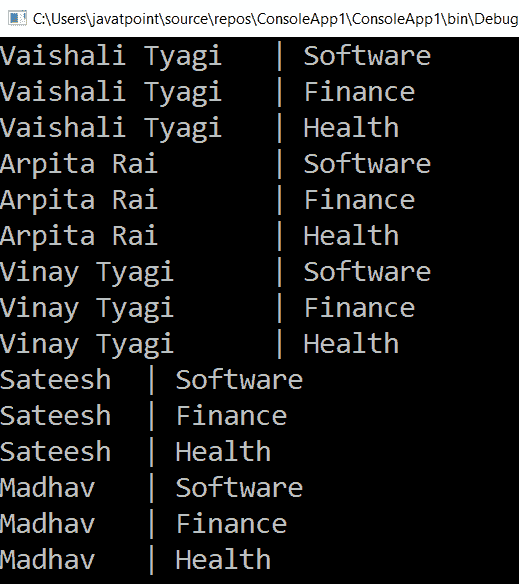 C:\Users\javatpoint\source\repos\ConsoleApp1\ConsoleApp1\bin\Debug
Vaishali Tyagi | Software
Vaishali Tyagi | Finance
Vaishali Tyagi | Health
Arpita Rai | Software
Arpita Rai | Finance
Arpita Rai | Health
Vinay Tyagi | Software
Vinay Tyagi | Finance
Vinay Tyagi | Health
Sateesh | Software
Sateesh | Finance
Sateesh | Health
Madhav | Software
Madhav | Finance
Madhav | Health